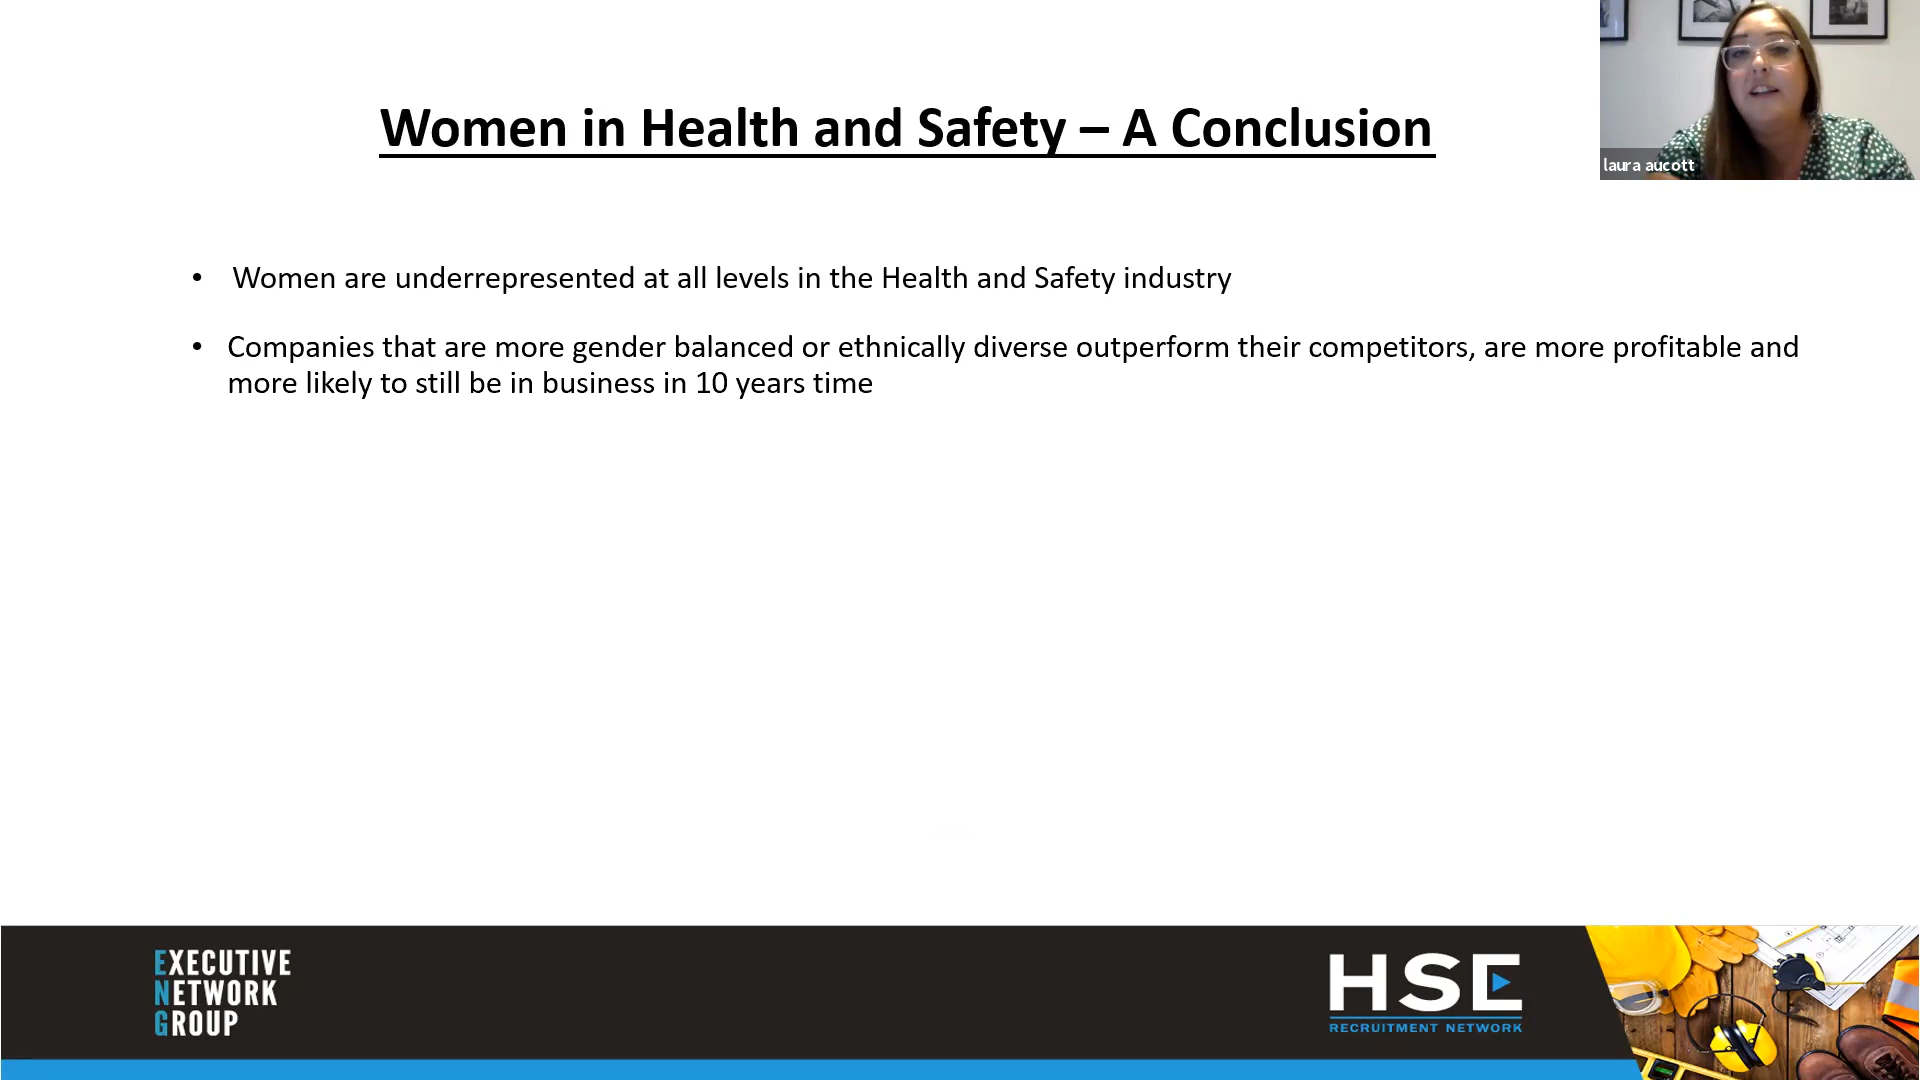 Women in Health and Safety – A Conclusion
laura aucott
• Women are underrepresented at all levels in the Health and Safety industry
• Companies that are more gender balanced or ethnically diverse outperform their competitors, are more profitable and
more likely to still be in business in 10 years time
EXECUTIVE
NETWORK
GROUP
HSE
RECRUITMENT NETWORK